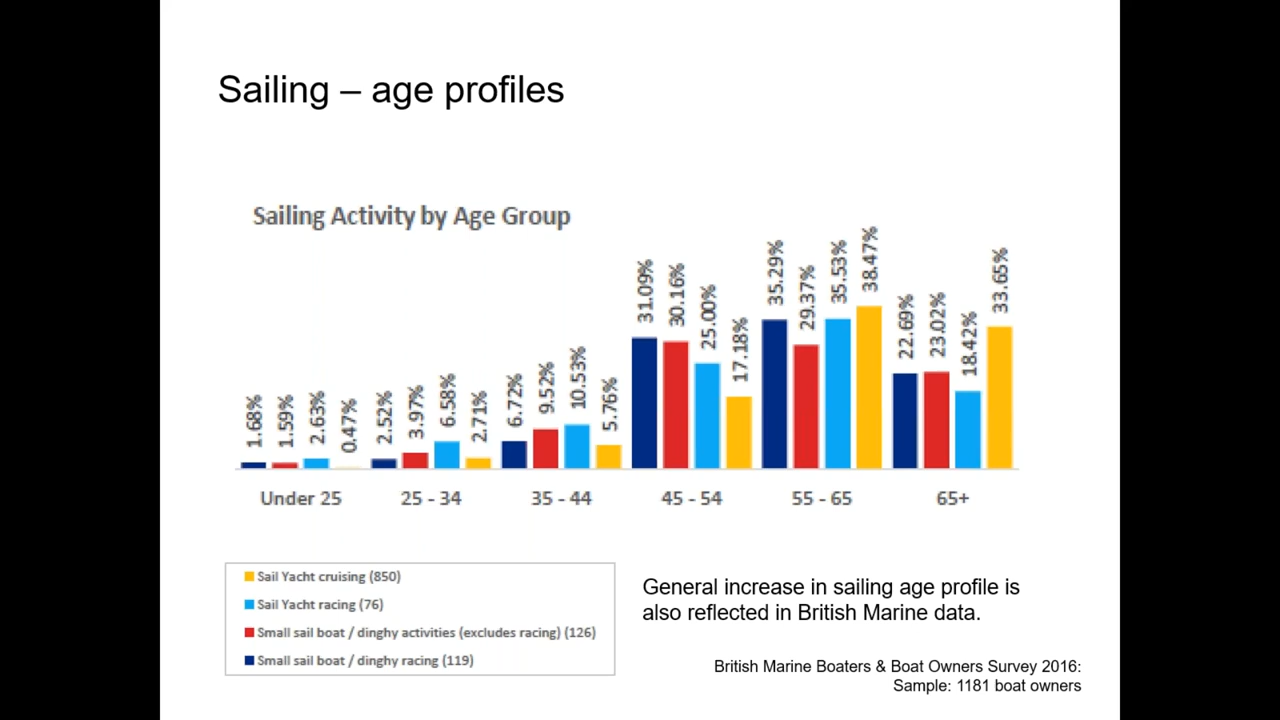 Sailing – age profiles
Sailing Activity by Age Group
1.68%
1.59%
2.63%
0.47%
2.52%
3.97%
6.58%
2.71%
6.72%
9.52%
10.53%
5.76%
31.09%
30.16%
25.00%
17.18%
35.29%
29.37%
35.53%
38.47%
22.69%
23.02%
18.42%
33.65%
Under 25
25 - 34
35 - 44
45 - 54
55 - 65
65+
Sail Yacht cruising (850)
Sail Yacht racing (76)
Small sail boat / dinghy activities (excludes racing) (126)
Small sail boat / dinghy racing (119)
General increase in sailing age profile is
also reflected in British Marine data.
British Marine Boaters & Boat Owners Survey 2016:
Sample: 1181 boat owners